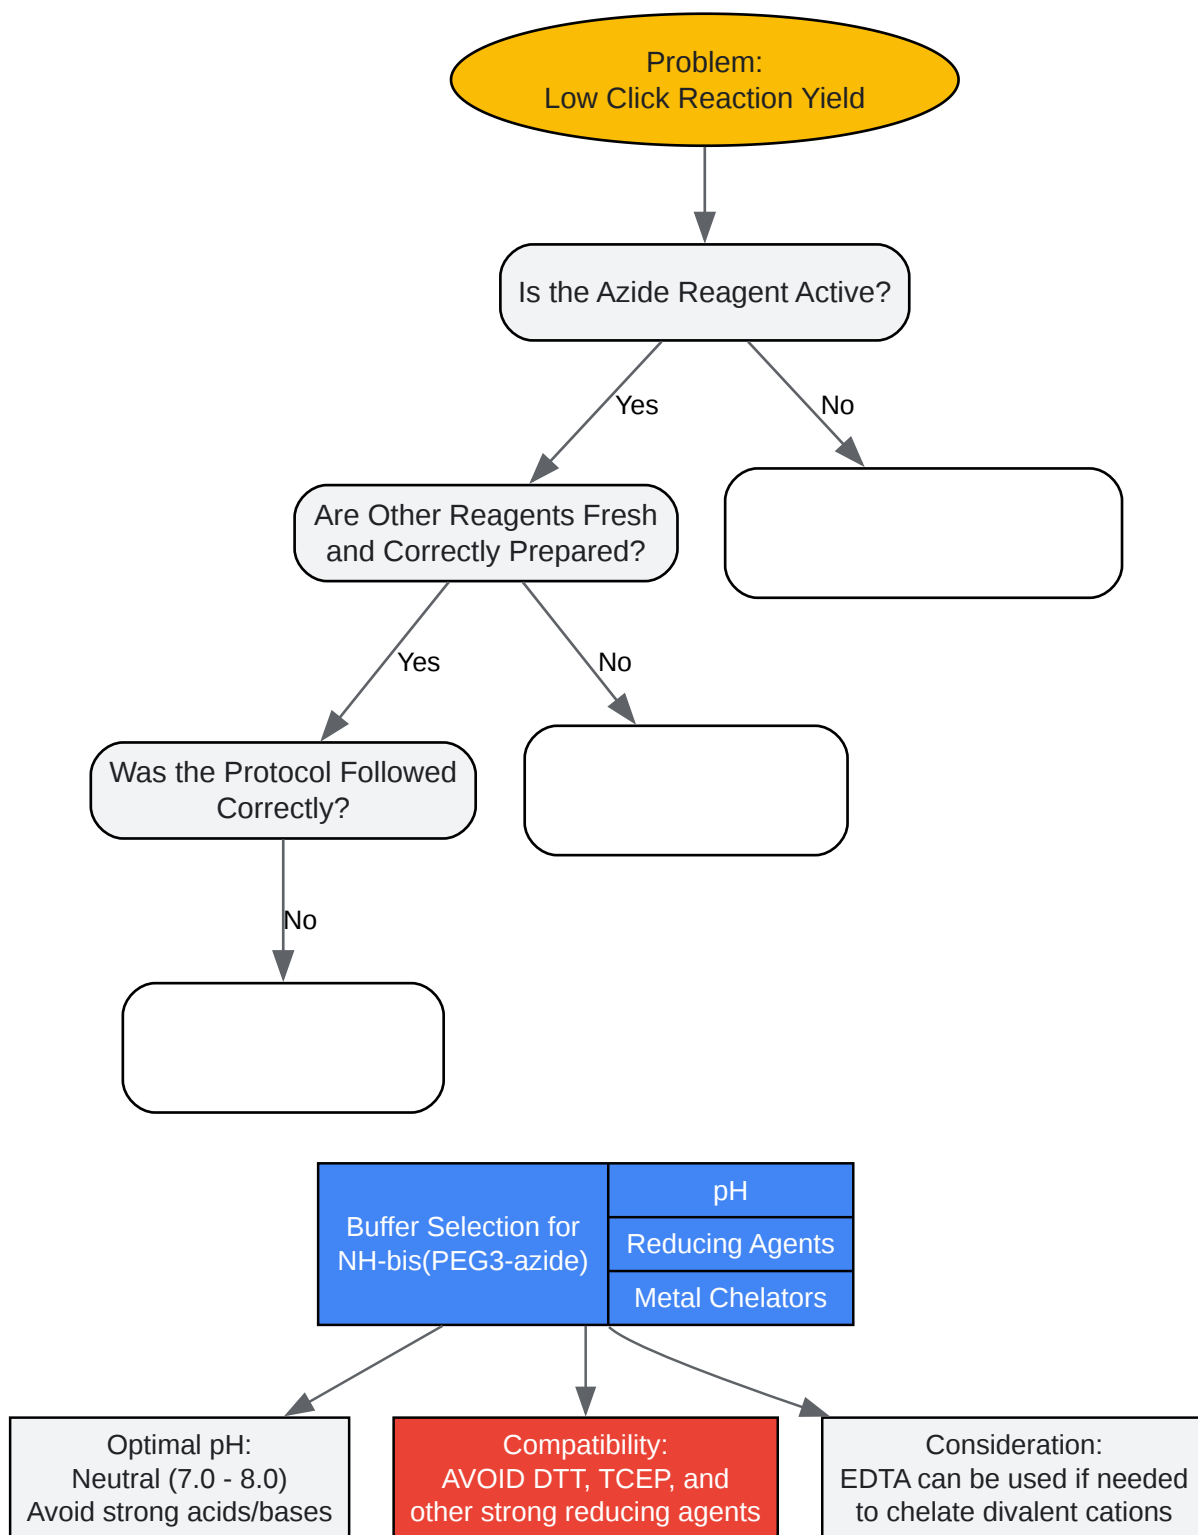 Problem:
Low Click Reaction Yield
Is the Azide Reagent Active?
Yes
No
Are Other Reagents Fresh
and Correctly Prepared?
Yes
No
Was the Protocol Followed
Correctly?
No
Buffer Selection for
NH-bis(PEG3-azide)
pH
Reducing Agents
Metal Chelators
Optimal pH:
Neutral (7.0 - 8.0)
Avoid strong acids/bases
Compatibility:
AVOID DTT, TCEP, and
other strong reducing agents
Consideration:
EDTA can be used if needed
to chelate divalent cations